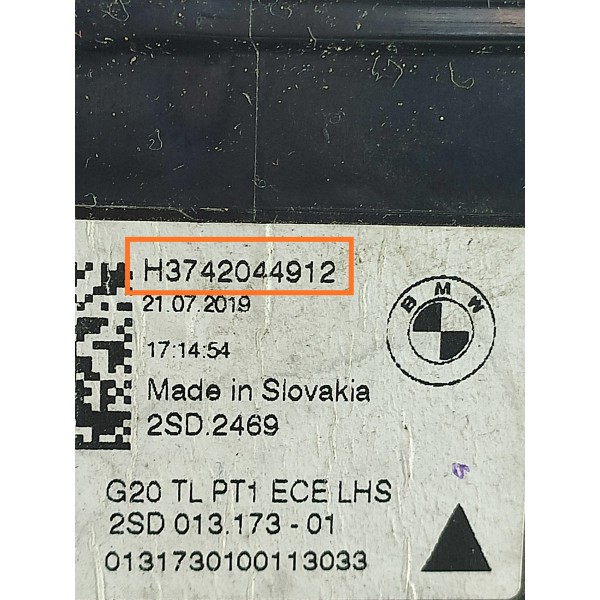 H3742044912
21.07.2019
BMW
17:14:54
Made in Slovakia
2SD.2469
G20 TL PT1 ECE LHS
2SD 013.173 - 01
0131730100113033